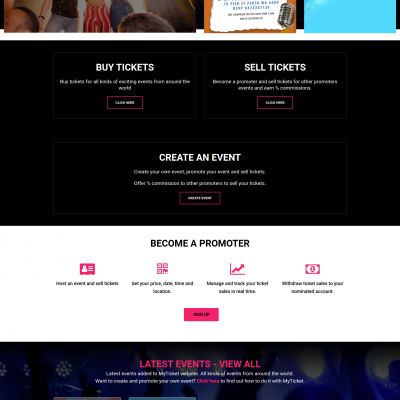 BUY TICKETS
Buy tickets for all kinds of exciting events from around the
world
CLICK HERE
SELL TICKETS
Become a promoter and sell tickets for other promoters
events and earn % commissions.
CLICK HERE
CREATE AN EVENT
Create your own event, promote your event and sell tickets.
Offer % commission to other promoters to sell your tickets.
CREATE EVENT
BECOME A PROMOTER
Host an event and sell tickets
Set your price, date, time and
location.
Manage and track your ticket
sales in real time.
Withdraw ticket sales to your
nominated account.
SIGN UP
LATEST EVENTS - VIEW ALL
Latest events added to MyTicket website. All kinds of events from around the world.
Want to create and promote your own event? Click here to find out how to do it with MyTicket.